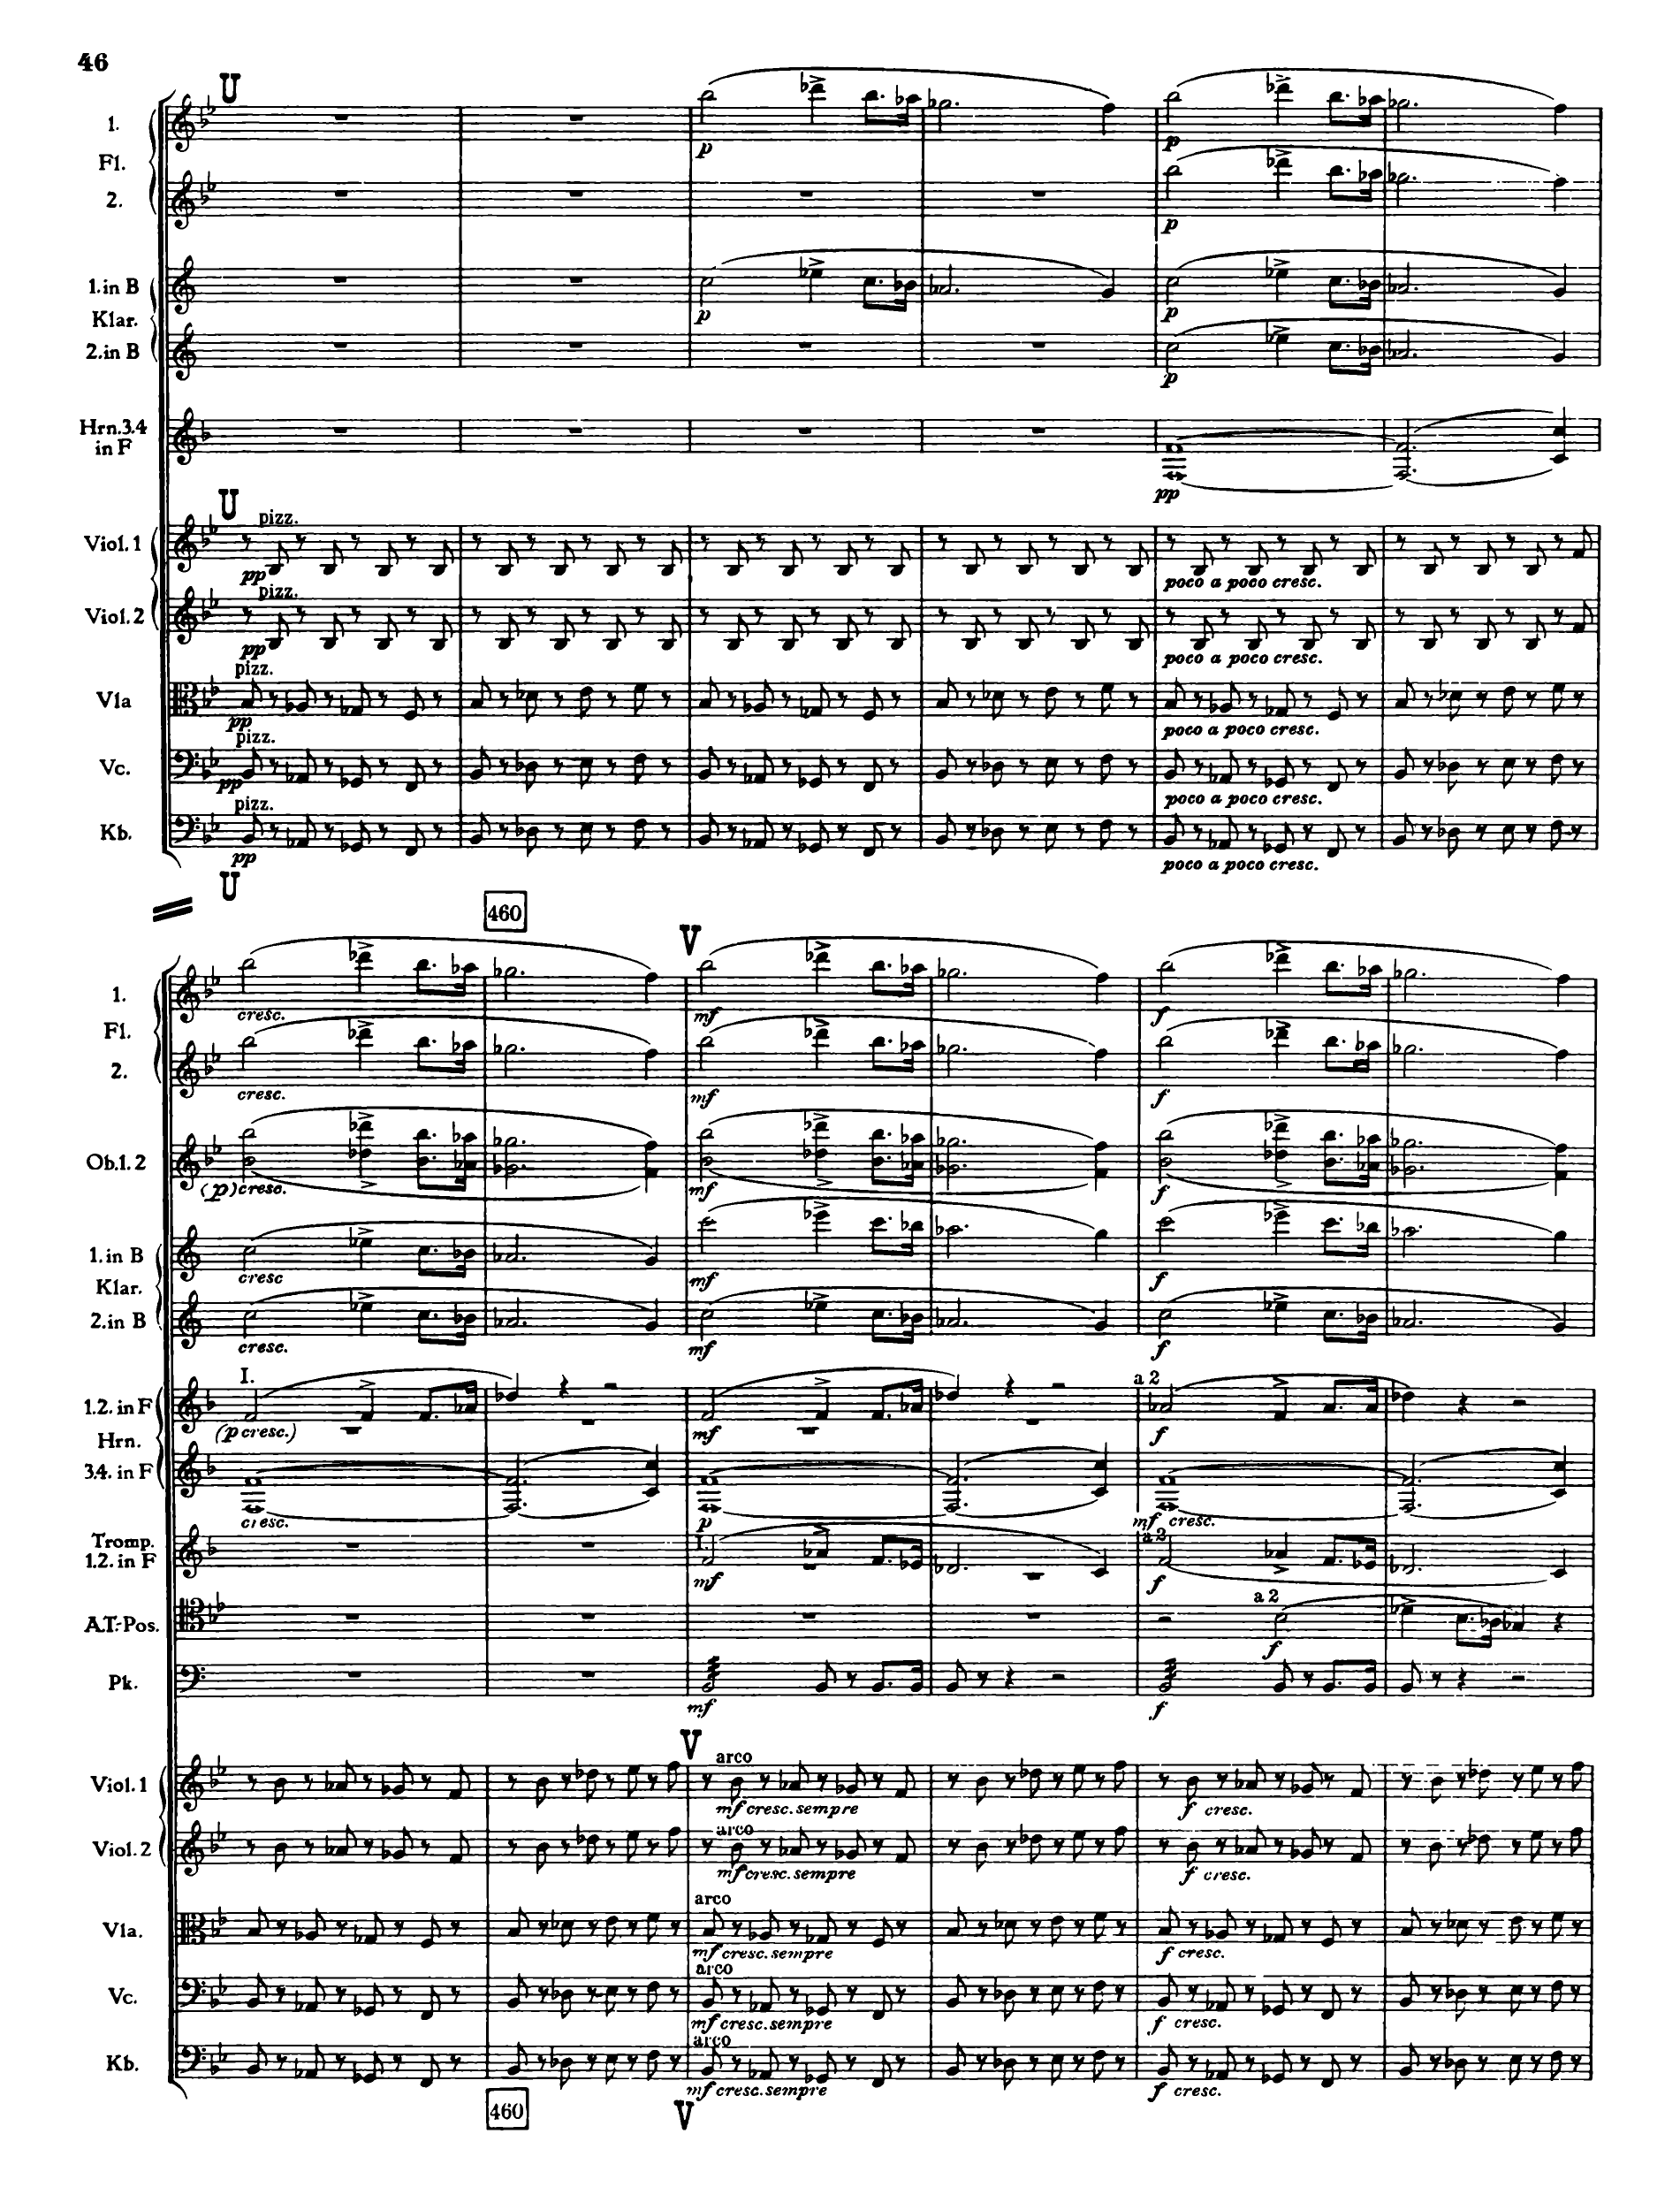 46
U
1.
Fl.
2.
p
p
p
1. in B
Klar.
2. in B
p
p
p
Hrn. 3.4
in F
pp
U
pizz.
Viol. 1
pp
poco a poco cresc.
pizz.
Viol. 2
pp
poco a poco cresc.
pizz.
Vla
pp
poco a poco cresc.
pizz.
Vc.
pp
poco a poco cresc.
pizz.
Kb.
pp
poco a poco cresc.
U
460
V
1.
Fl.
2.
cresc. mf f
cresc. mf f
Ob. 1. 2
(p) cresc. mf f
1. in B
Klar.
2. in B
cresc mf f
cresc. mf f
I. a 2
1.2. in F
Hrn.
3.4. in F
(p cresc.) mf f
cresc. p mf cresc.
Tromp.
1.2. in F
I. a 2
mf f
A.T.-Pos.
a 2
f
Pk.
mf f
V
arco
Viol. 1
mf cresc. sempre f cresc.
arco
Viol. 2
mf cresc. sempre f cresc.
arco
Vla.
mf cresc. sempre f cresc.
arco
Vc.
mf cresc. sempre f cresc.
arco
Kb.
mf cresc. sempre f cresc.
460
V